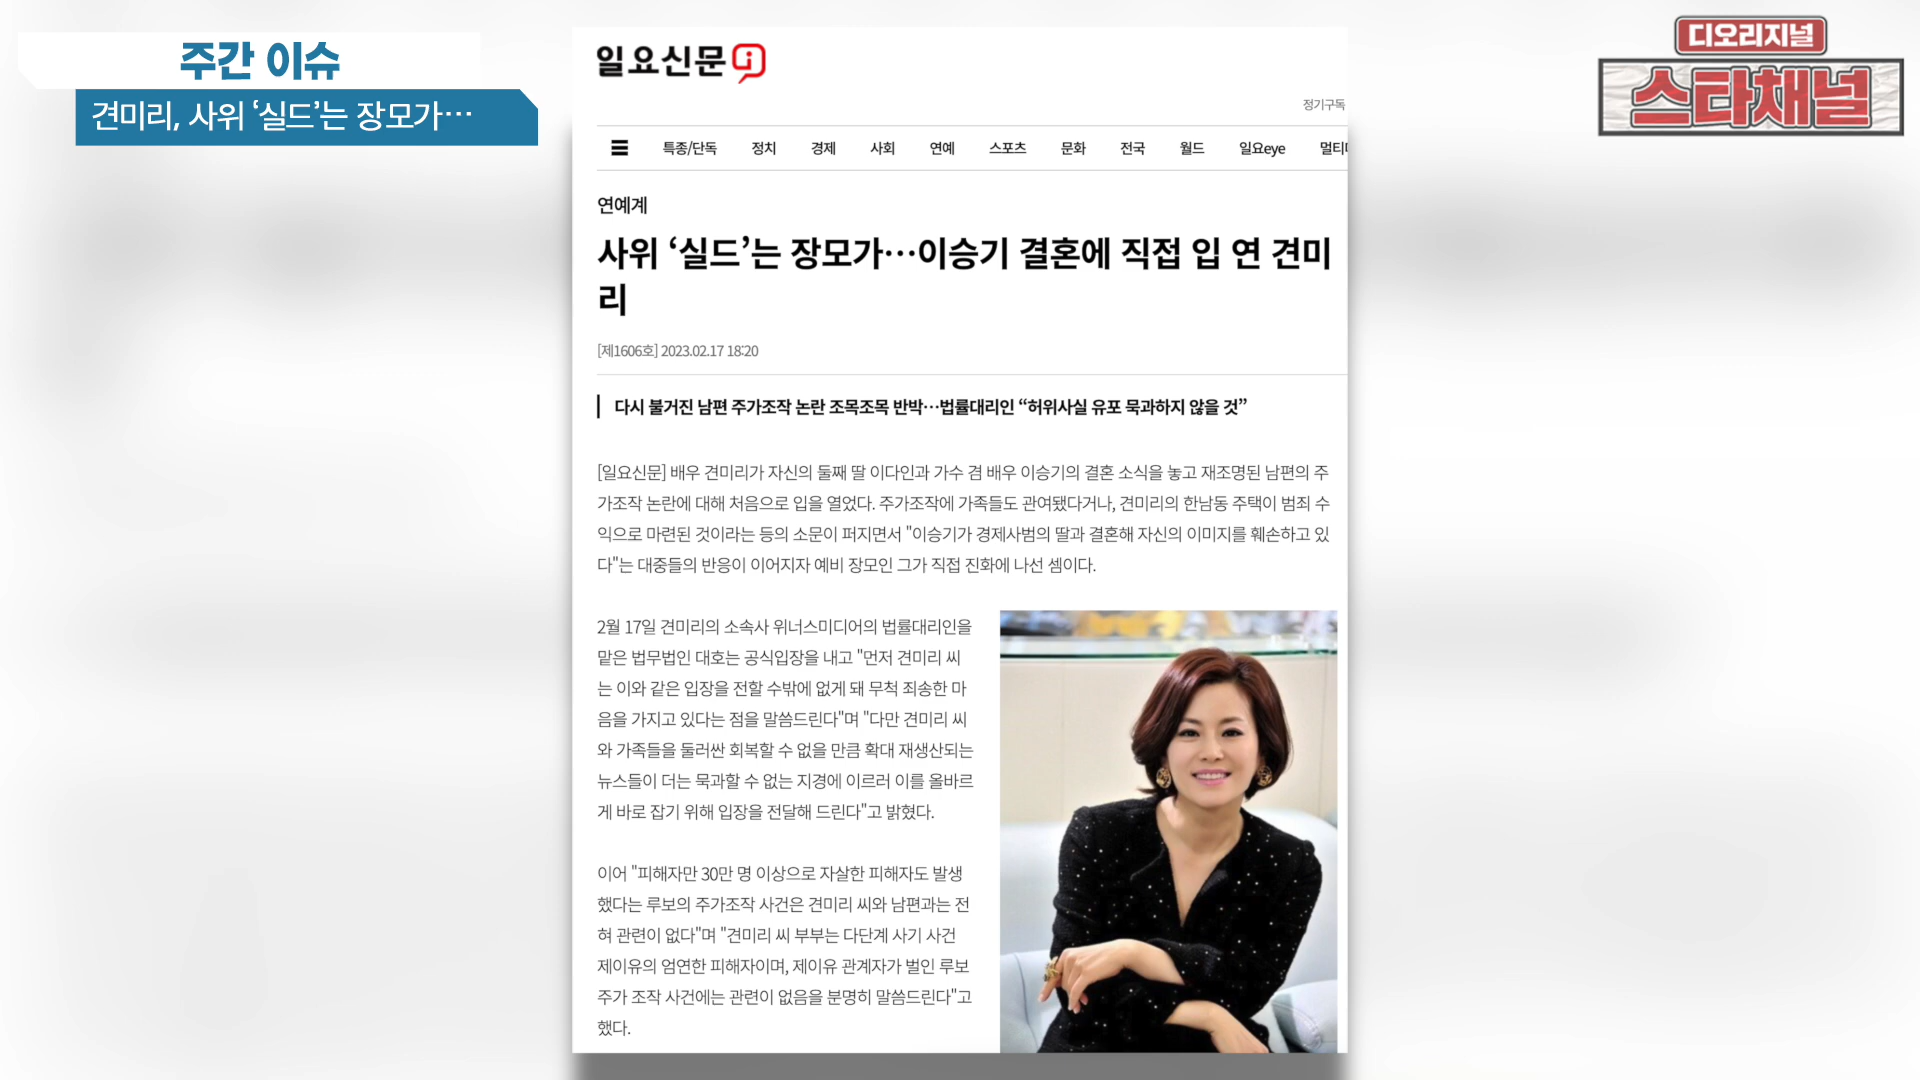 주간 이슈
견미리, 사위 ‘실드’는 장모가…
디오리지널
스타채널
일요신문
정기구독
특종/단독 정치 경제 사회 연예 스포츠 문화 전국 월드 일요eye 멀티미
연예계
사위 ‘실드’는 장모가…이승기 결혼에 직접 입 연 견미
리
[제1606호] 2023.02.17 18:20
다시 불거진 남편 주가조작 논란 조목조목 반박…법률대리인 “허위사실 유포 묵과하지 않을 것”
[일요신문] 배우 견미리가 자신의 둘째 딸 이다인과 가수 겸 배우 이승기의 결혼 소식을 놓고 재조명된 남편의 주
가조작 논란에 대해 처음으로 입을 열었다. 주가조작에 가족들도 관여됐다거나, 견미리의 한남동 주택이 범죄 수
익으로 마련된 것이라는 등의 소문이 퍼지면서 "이승기가 경제사범의 딸과 결혼해 자신의 이미지를 훼손하고 있
다"는 대중들의 반응이 이어지자 예비 장모인 그가 직접 진화에 나선 셈이다.
2월 17일 견미리의 소속사 위너스미디어의 법률대리인을
맡은 법무법인 대호는 공식입장을 내고 "먼저 견미리 씨
는 이와 같은 입장을 전할 수밖에 없게 돼 무척 죄송한 마
음을 가지고 있다는 점을 말씀드린다"며 "다만 견미리 씨
와 가족들을 둘러싼 회복할 수 없을 만큼 확대 재생산되는
뉴스들이 더는 묵과할 수 없는 지경에 이르러 이를 올바르
게 바로 잡기 위해 입장을 전달해 드린다"고 밝혔다.
이어 "피해자만 30만 명 이상으로 자살한 피해자도 발생
했다는 루보의 주가조작 사건은 견미리 씨와 남편과는 전
혀 관련이 없다"며 "견미리 씨 부부는 다단계 사기 사건
제이유의 엄연한 피해자이며, 제이유 관계자가 벌인 루보
주가 조작 사건에는 관련이 없음을 분명히 말씀드린다"고
했다.